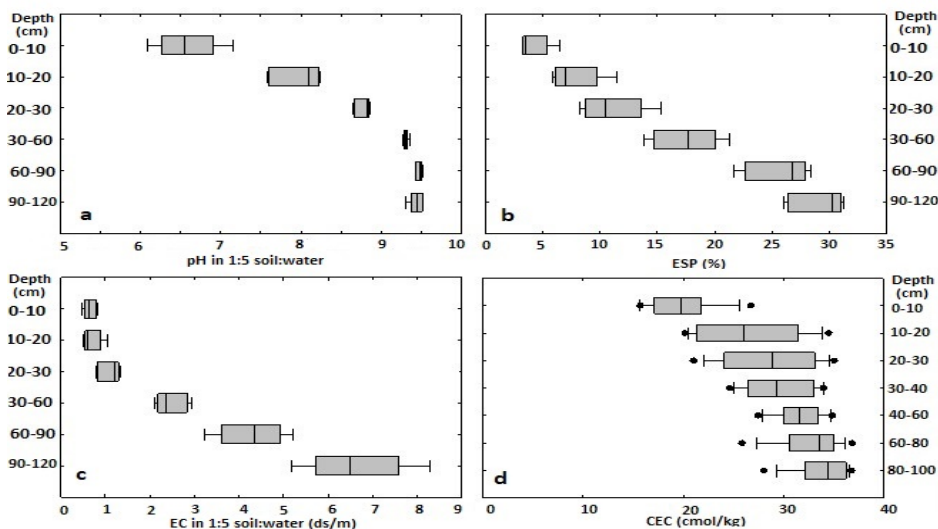 Depth (cm)
0-10
10-20
20-30
30-60
60-90
90-120
a
5 6 7 8 9 10
pH in 1:5 soil:water
Depth (cm)
0-10
10-20
20-30
30-60
60-90
90-120
b
0 5 10 15 20 25 30 35
ESP (%)
Depth (cm)
0-10
10-20
20-30
30-60
60-90
90-120
c
0 1 2 3 4 5 6 7 8 9
EC in 1:5 soil:water (ds/m)
Depth (cm)
0-10
10-20
20-30
30-40
40-60
60-80
80-100
d
0 20 30 40
CEC (cmol/kg)